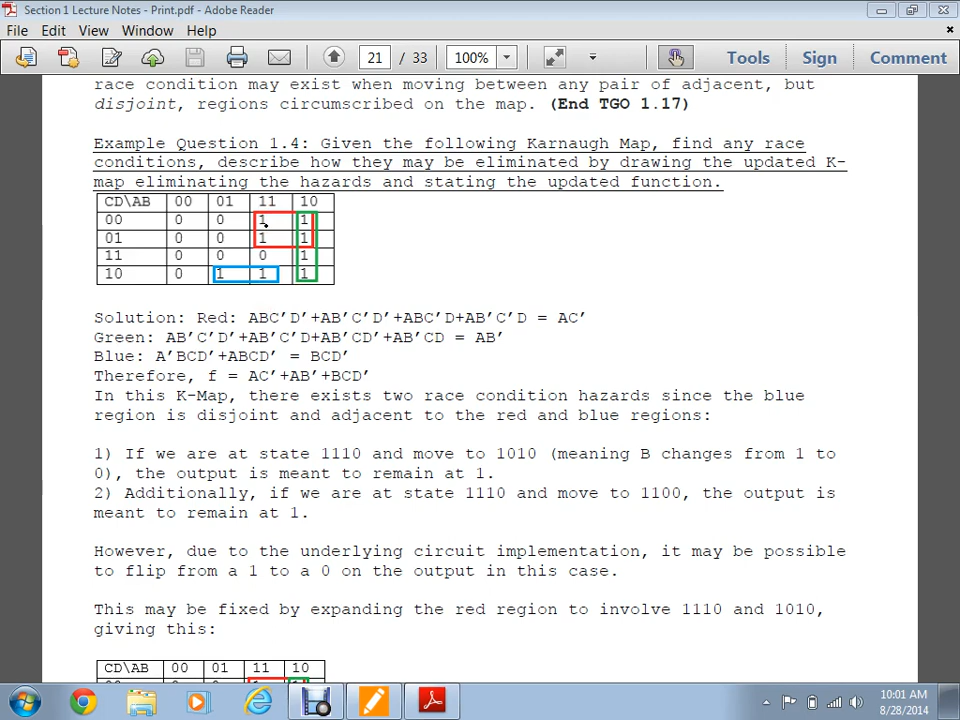 Section 1 Lecture Notes - Print.pdf - Adobe Reader
File Edit View Window Help
21 / 33 100% Tools Sign Comment
race condition may exist when moving between any pair of adjacent, but
disjoint, regions circumscribed on the map. (End TGO 1.17)
Example Question 1.4: Given the following Karnaugh Map, find any race
conditions, describe how they may be eliminated by drawing the updated K-
map eliminating the hazards and stating the updated function.
CD\AB 00 01 11 10
00 0 0 1 1
01 0 0 1 1
11 0 0 0 1
10 0 1 1 1
Solution: Red: ABC'D'+AB'C'D'+ABC'D+AB'C'D = AC'
Green: AB'C'D'+AB'C'D+AB'CD'+AB'CD = AB'
Blue: A'BCD'+ABCD' = BCD'
Therefore, f = AC'+AB'+BCD'
In this K-Map, there exists two race condition hazards since the blue
region is disjoint and adjacent to the red and blue regions:
1) If we are at state 1110 and move to 1010 (meaning B changes from 1 to
0), the output is meant to remain at 1.
2) Additionally, if we are at state 1110 and move to 1100, the output is
meant to remain at 1.
However, due to the underlying circuit implementation, it may be possible
to flip from a 1 to a 0 on the output in this case.
This may be fixed by expanding the red region to involve 1110 and 1010,
giving this:
CD\AB 00 01 11 10
10:01 AM
8/28/2014